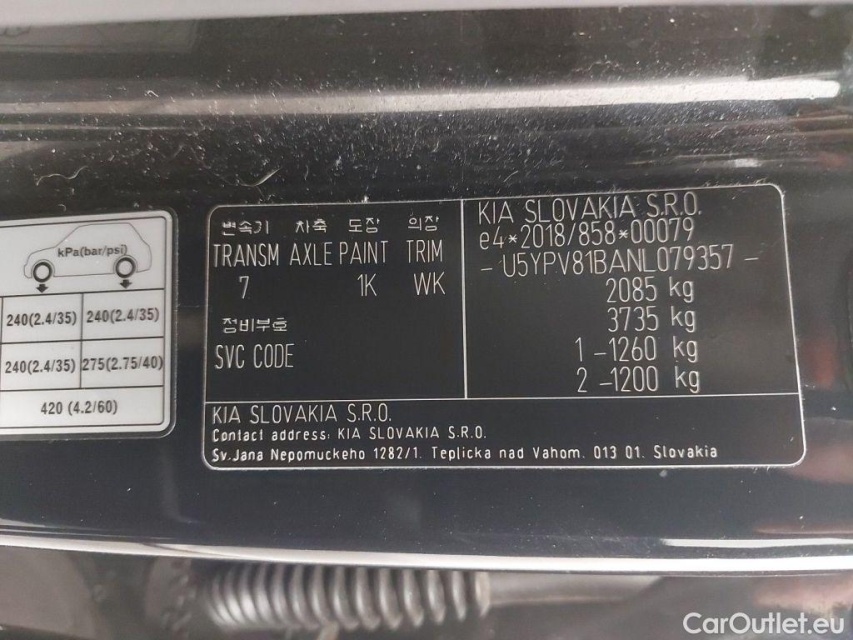 kPa(bar/psi)
240(2.4/35) 240(2.4/35)
240(2.4/35) 275(2.75/40)
420 (4.2/60)
변속기 차축 도장 의장
TRANSM AXLE PAINT TRIM
7 1K WK
정비부호
SVC CODE
KIA SLOVAKIA S.R.O.
e4*2018/858*00079
-U5YPV81BANL079357-
2085 kg
3735 kg
1-1260 kg
2-1200 kg
KIA SLOVAKIA S.R.O.
Contact address: KIA SLOVAKIA S.R.O.
Sv.Jana Nepomuckeho 1282/1. Teplicka nad Vahom. 013 01. Slovakia
CarOutlet.eu